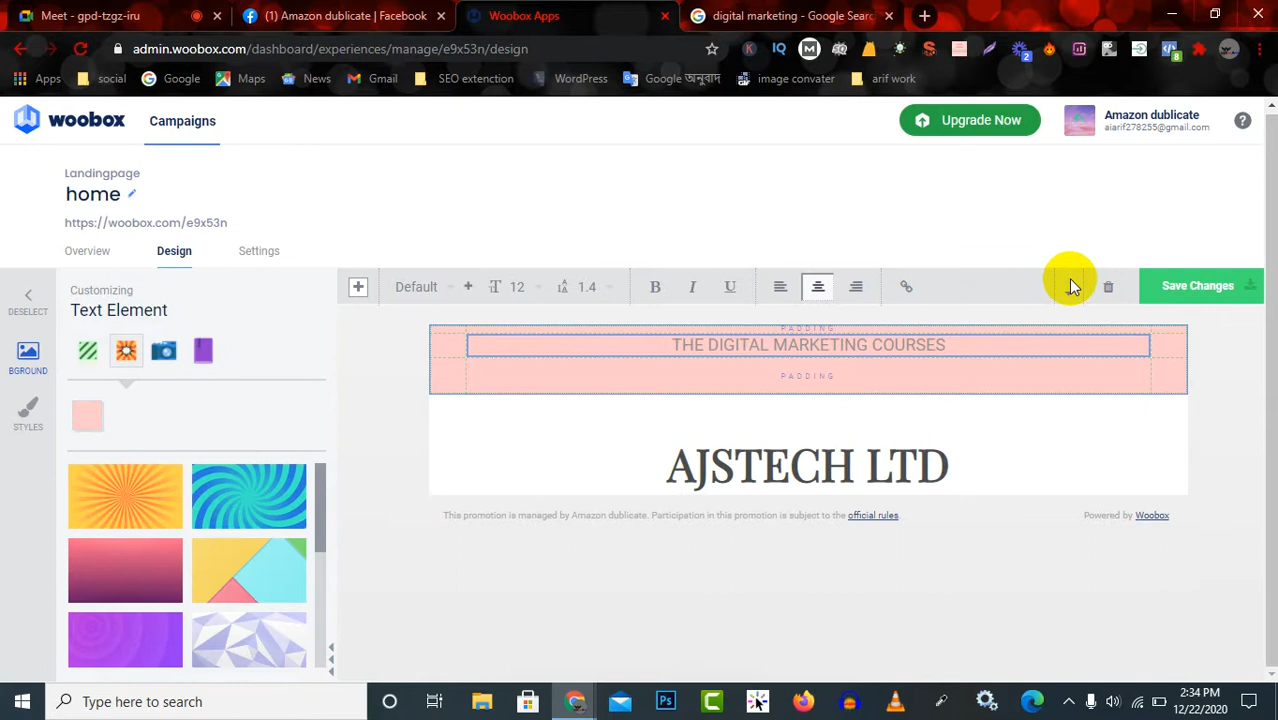 Meet - gpd-tzgz-iru
(1) Amazon dublicate | Facebook
Woobox Apps
digital marketing - Google Searc
admin.woobox.com/dashboard/experiences/manage/e9x53n/design
Apps
social
Google
Maps
News
Gmail
SEO extenction
WordPress
Google অনুবাদ
image convater
arif work
woobox
Campaigns
Upgrade Now
Amazon dublicate
aiarif278255@gmail.com
Landingpage
home
https://woobox.com/e9x53n
Overview
Design
Settings
DESELECT
BGROUND
STYLES
Customizing
Text Element
Default
12
1.4
B
I
U
Save Changes
PADDING
THE DIGITAL MARKETING COURSES
PADDING
AJSTECH LTD
This promotion is managed by Amazon dublicate. Participation in this promotion is subject to the official rules.
Powered by Woobox
Type here to search
2:34 PM
12/22/2020